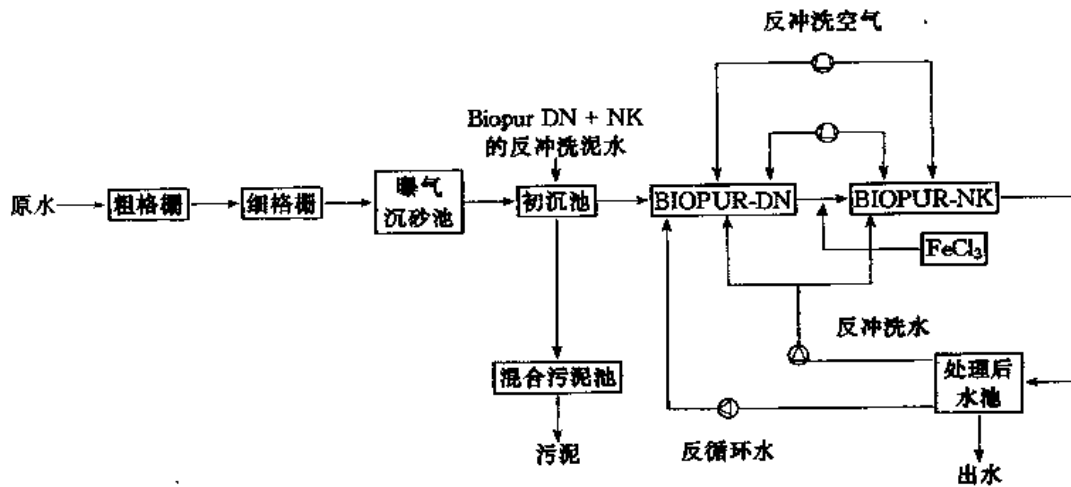 反冲洗空气
Biopur DN + NK
的反冲洗泥水
原水
粗格栅
细格栅
曝气
沉砂池
初沉池
BIOPUR-DN
BIOPUR-NK
FeCl₃
反冲洗水
混合污泥池
处理后
水池
污泥
反循环水
出水